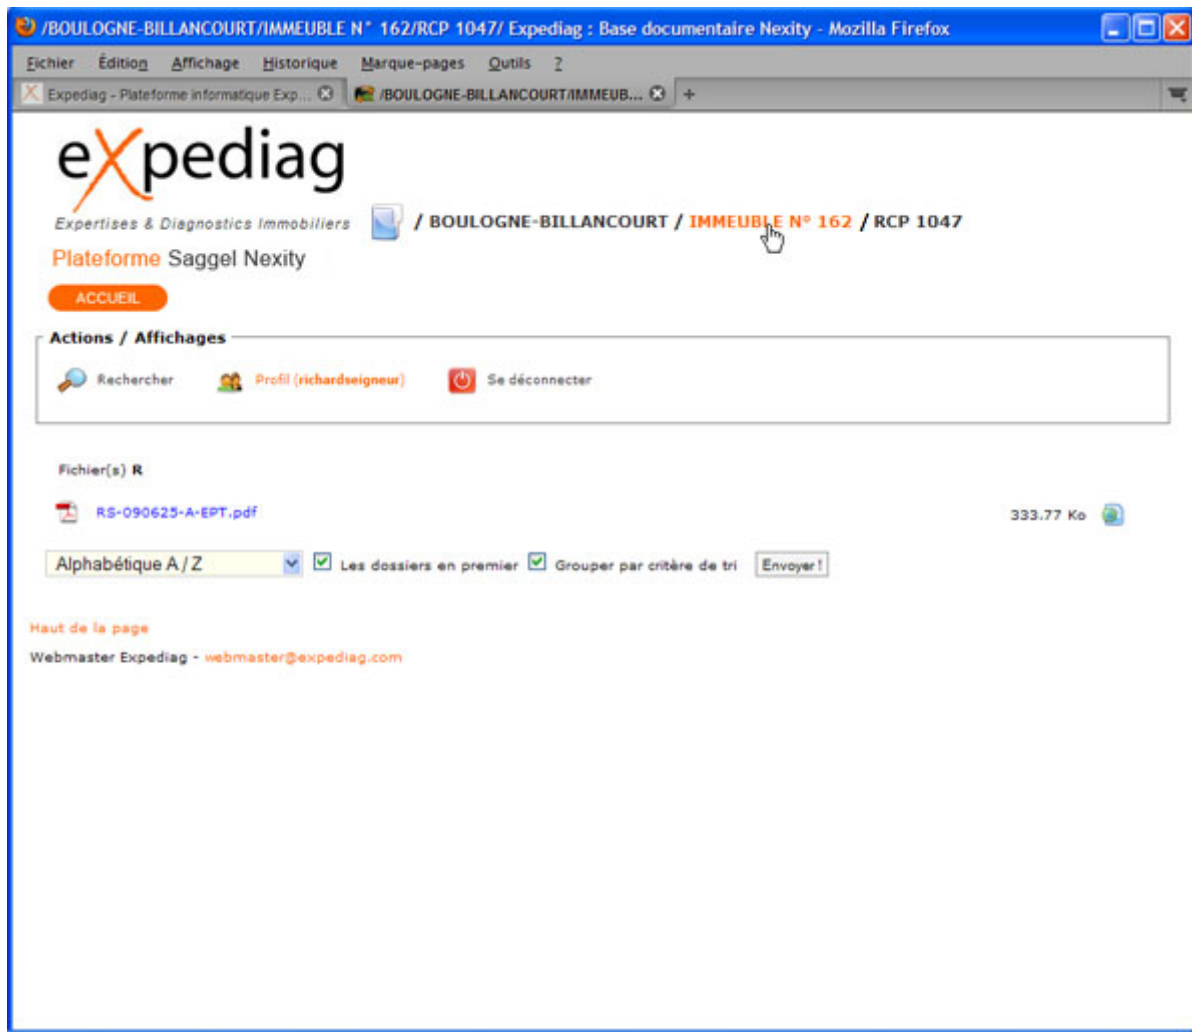 /BOULOGNE-BILLANCOURT/IMMEUBLE N° 162/RCP 1047/ Expediag : Base documentaire Nexity - Mozilla Firefox
Fichier Édition Affichage Historique Marque-pages Outils ?
Expediag - Plateforme informatique Exp... /BOULOGNE-BILLANCOURT/IMMEUB... +
eXpediag
Expertises & Diagnostics Immobiliers / BOULOGNE-BILLANCOURT / IMMEUBLE N° 162 / RCP 1047
Plateforme Saggel Nexity
ACCUEIL
Actions / Affichages
Rechercher Profil (richardseigneur) Se déconnecter
Fichier(s) R
RS-090625-A-EPT.pdf 333.77 Ko
Alphabétique A / Z Les dossiers en premier Grouper par critère de tri Envoyer !
Haut de la page
Webmaster Expediag - webmaster@expediag.com